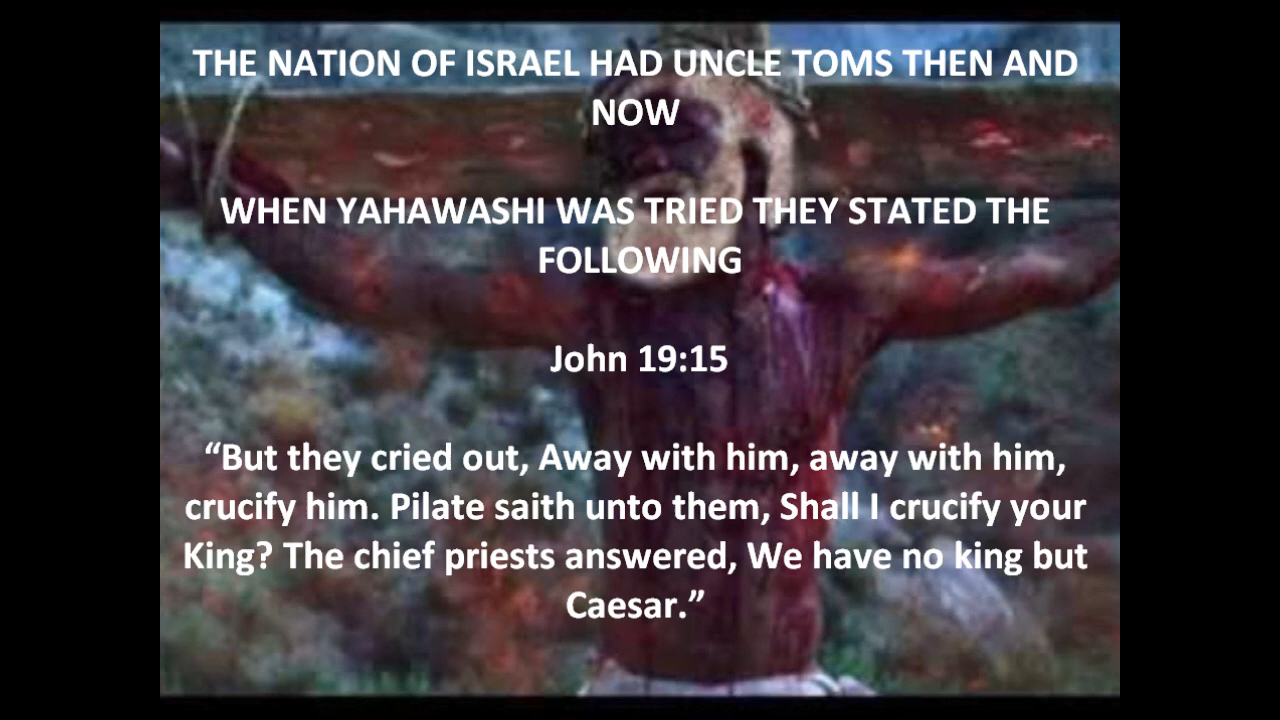 THE NATION OF ISRAEL HAD UNCLE TOMS THEN AND
NOW
WHEN YAHAWASHI WAS TRIED THEY STATED THE
FOLLOWING
John 19:15
“But they cried out, Away with him, away with him,
crucify him. Pilate saith unto them, Shall I crucify your
King? The chief priests answered, We have no king but
Caesar.”